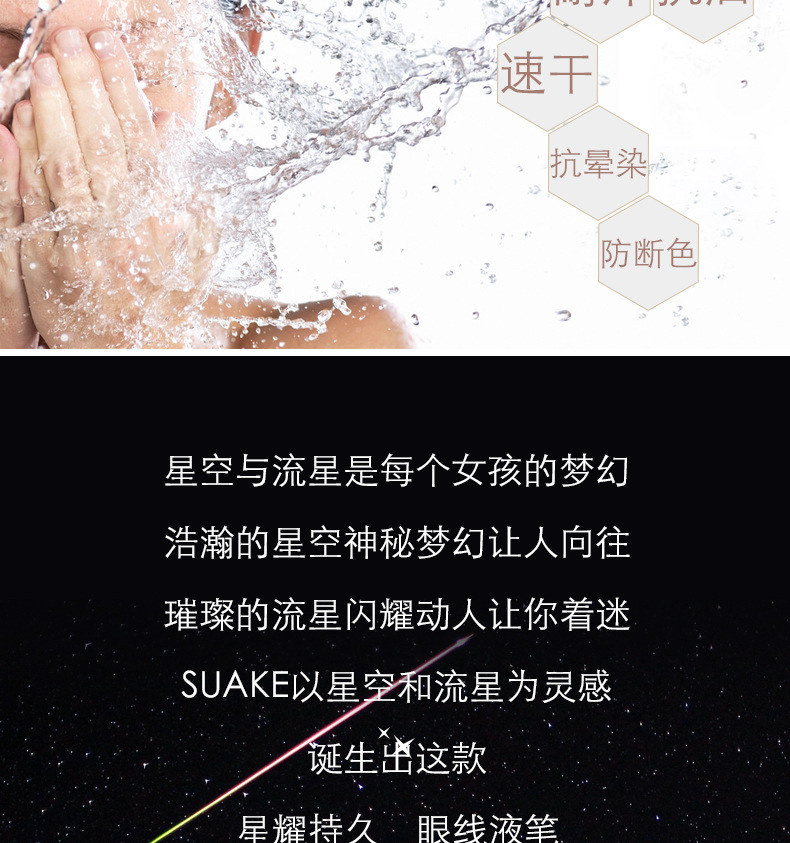 速干
抗晕染
防断色
星空与流星是每个女孩的梦幻
浩瀚的星空神秘梦幻让人向往
璀璨的流星闪耀动人让你着迷
SUAKE以星空和流星为灵感
诞生出这款
星耀持久 眼线液笔